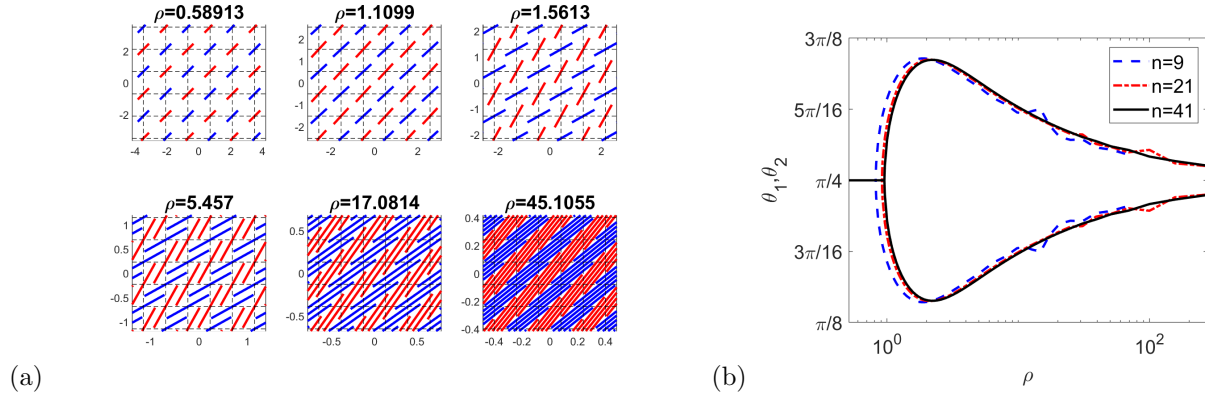 ρ=0.58913 ρ=1.1099 ρ=1.5613
2 0 -2
-4 -2 0 2 4
2 1 0 -1 -2
-2 0 2
2 1 0 -1 -2
-2 0 2
ρ=5.457 ρ=17.0814 ρ=45.1055
1 0.5 0 -0.5 -1
-1 0 1
0.5 0 -0.5
-0.5 0 0.5
0.4 0.2 0 -0.2 -0.4
-0.4 -0.2 0 0.2 0.4
(a)
3π/8
5π/16
π/4
3π/16
π/8
θ₁,θ₂
n=9
n=21
n=41
10⁰ 10²
ρ
(b)